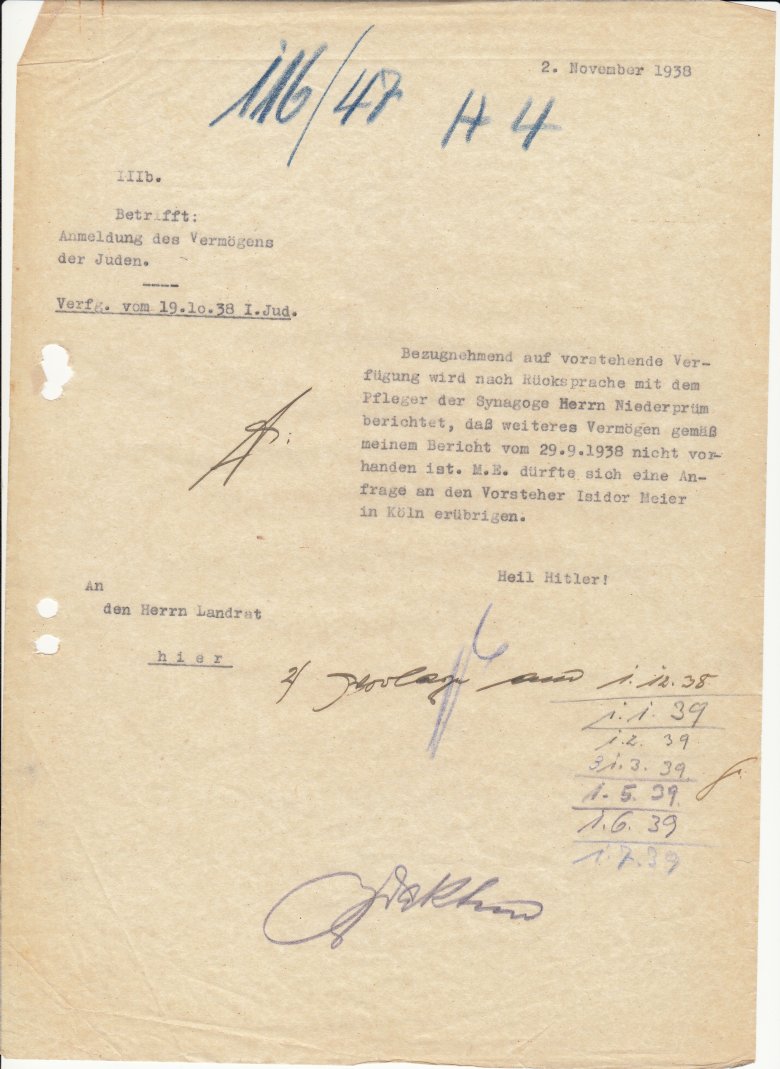 2. November 1938
116/47 H 4
IIIb.
Betrifft:
Anmeldung des Vermögens
der Juden.
Verfg. vom 19.10.38 I.Jud.
Bezugnehmend auf vorstehende Ver-
fügung wird nach Rücksprache mit dem
Pfleger der Synagoge Herrn Niederprüm
berichtet, daß weiteres Vermögen gemäß
meinem Bericht vom 29.9.1938 nicht vor-
handen ist. M.E. dürfte sich eine An-
frage an den Vorsteher Isidor Meier
in Köln erübrigen.
Heil Hitler!
An
den Herrn Landrat
hier
2/ am 1.12.38
1.1.39
1.2.39
31.3.39
1.5.39
1.6.39
1.7.39